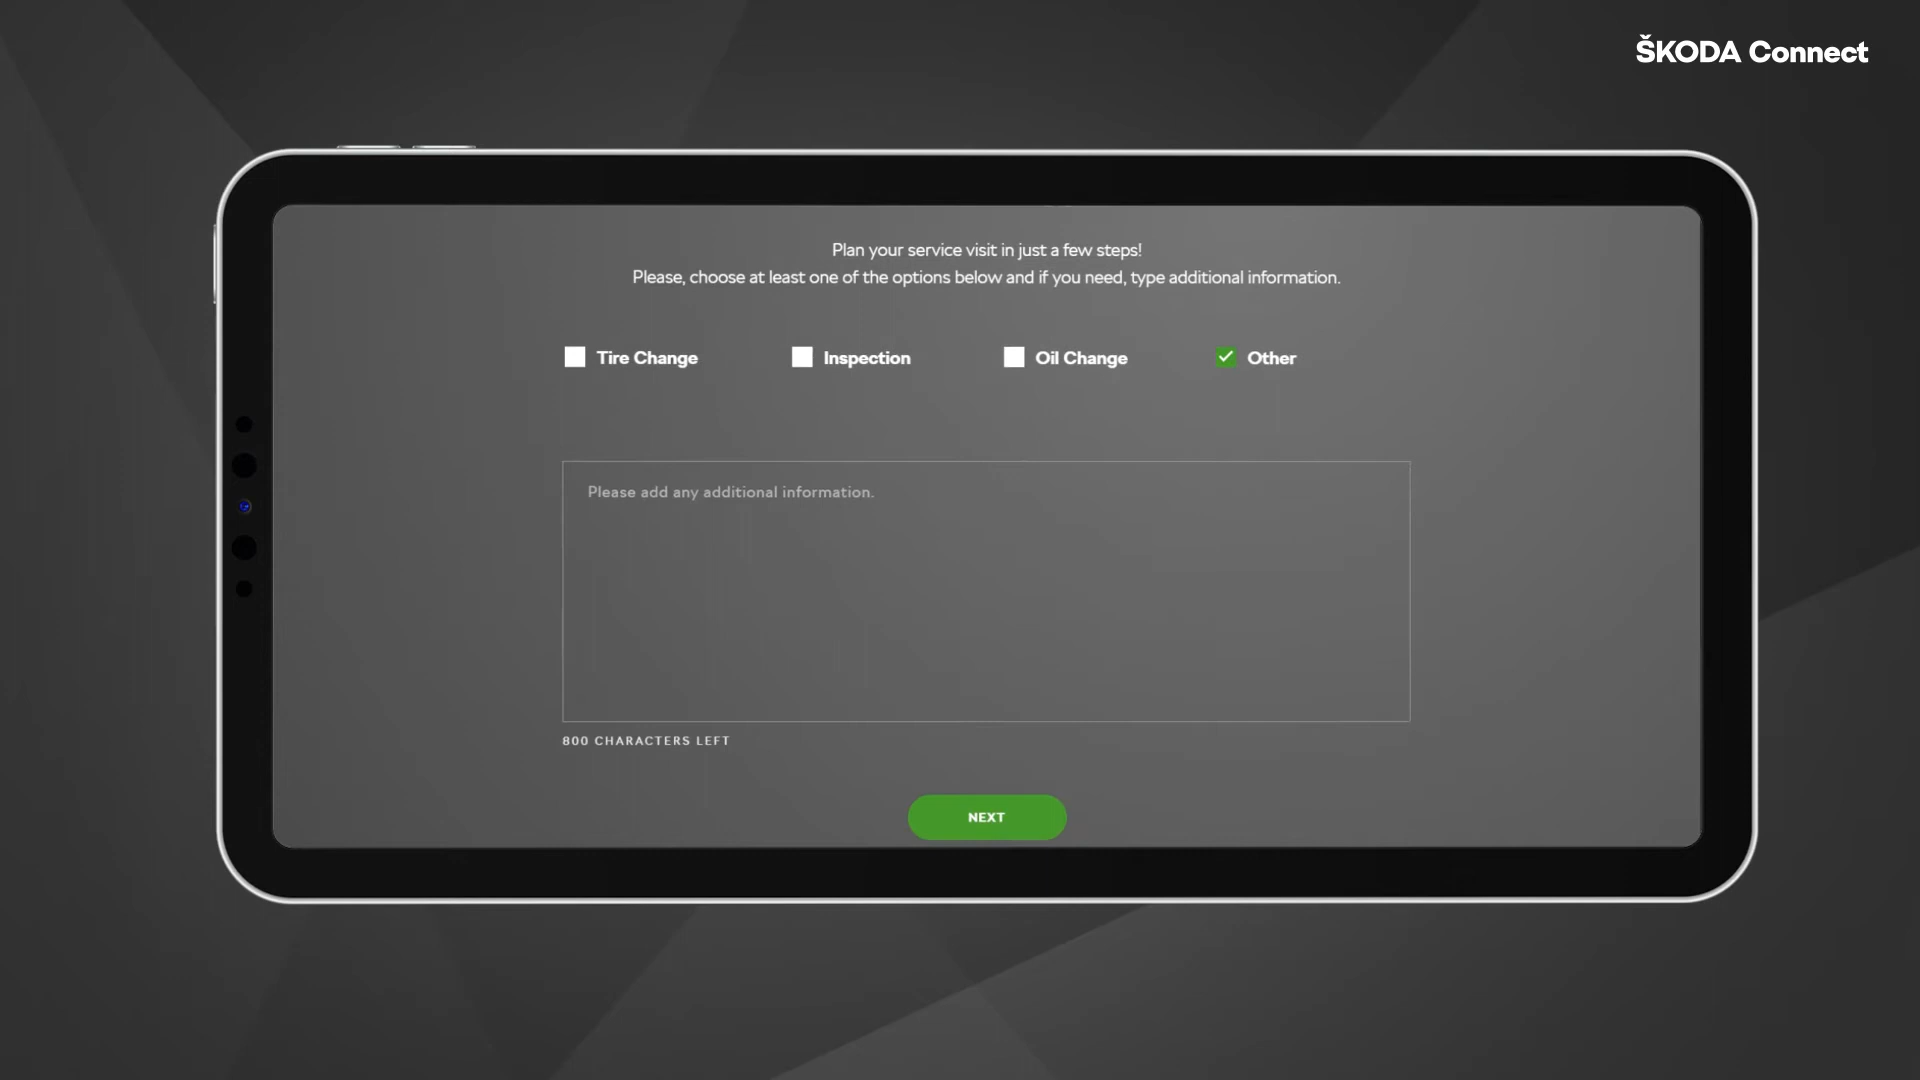 ŠKODA Connect
Plan your service visit in just a few steps!
Please, choose at least one of the options below and if you need, type additional information.
Tire Change
Inspection
Oil Change
Other
Please add any additional information.
800 CHARACTERS LEFT
NEXT